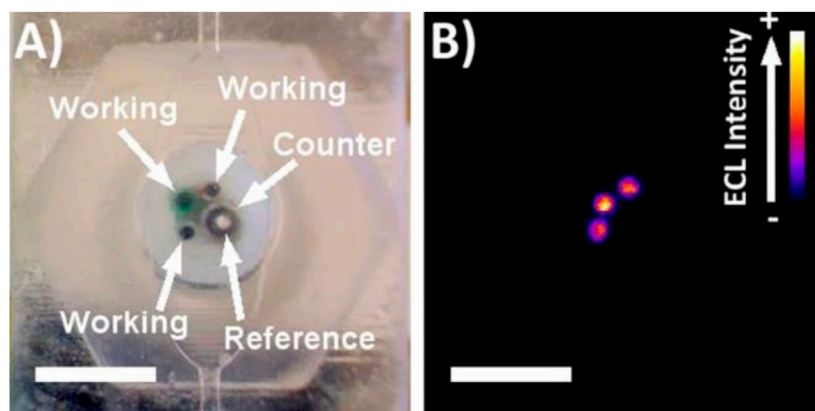 A)
Working
Working
Counter
Working
Reference
B)
ECL Intensity
+
-